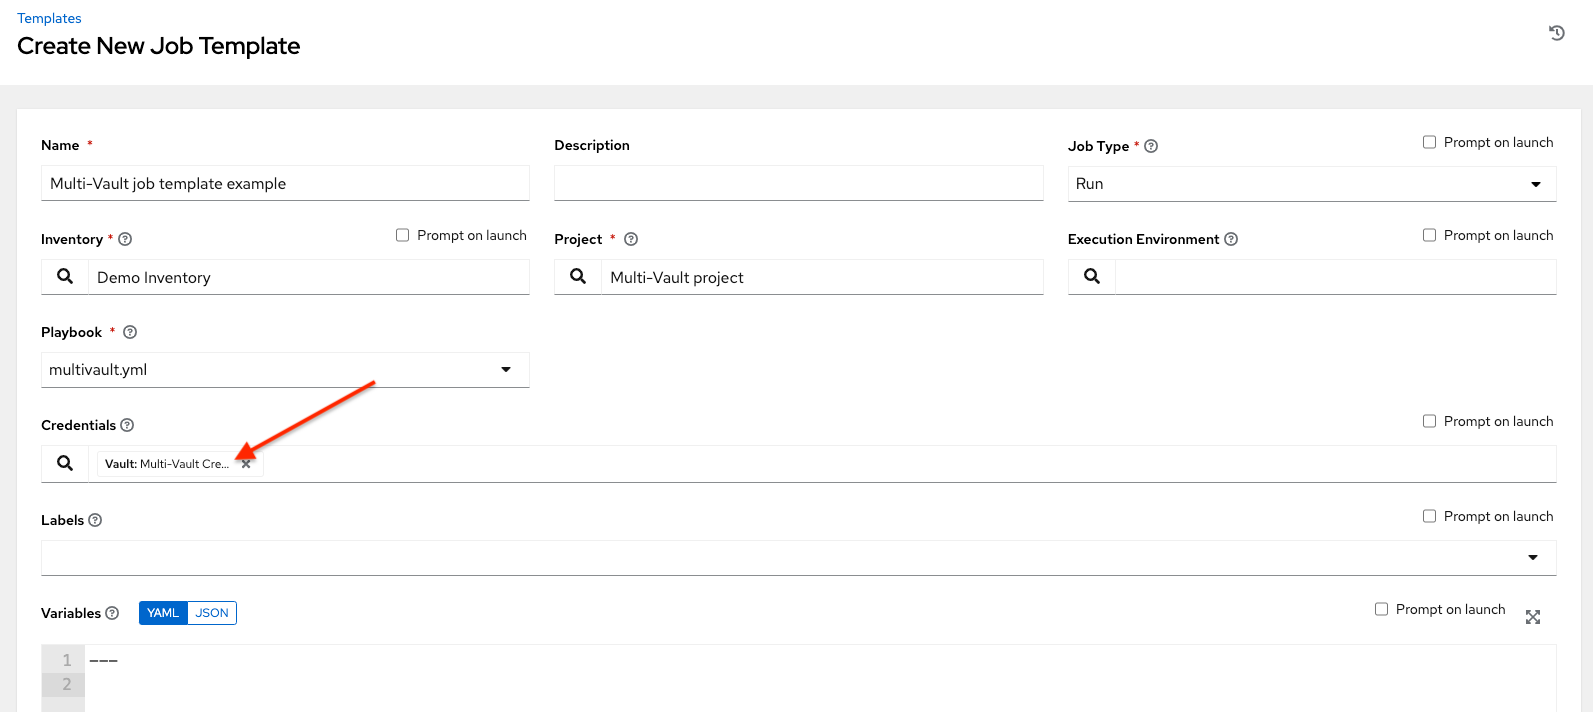 Templates
Create New Job Template
Name *
Description
Job Type *
Prompt on launch
Multi-Vault job template example
Run
Inventory *
Prompt on launch
Project *
Execution Environment
Prompt on launch
Demo Inventory
Multi-Vault project
Playbook *
multivault.yml
Credentials
Prompt on launch
Vault: Multi-Vault Cre...
Labels
Prompt on launch
Variables
YAML
JSON
Prompt on launch
1 ---
2